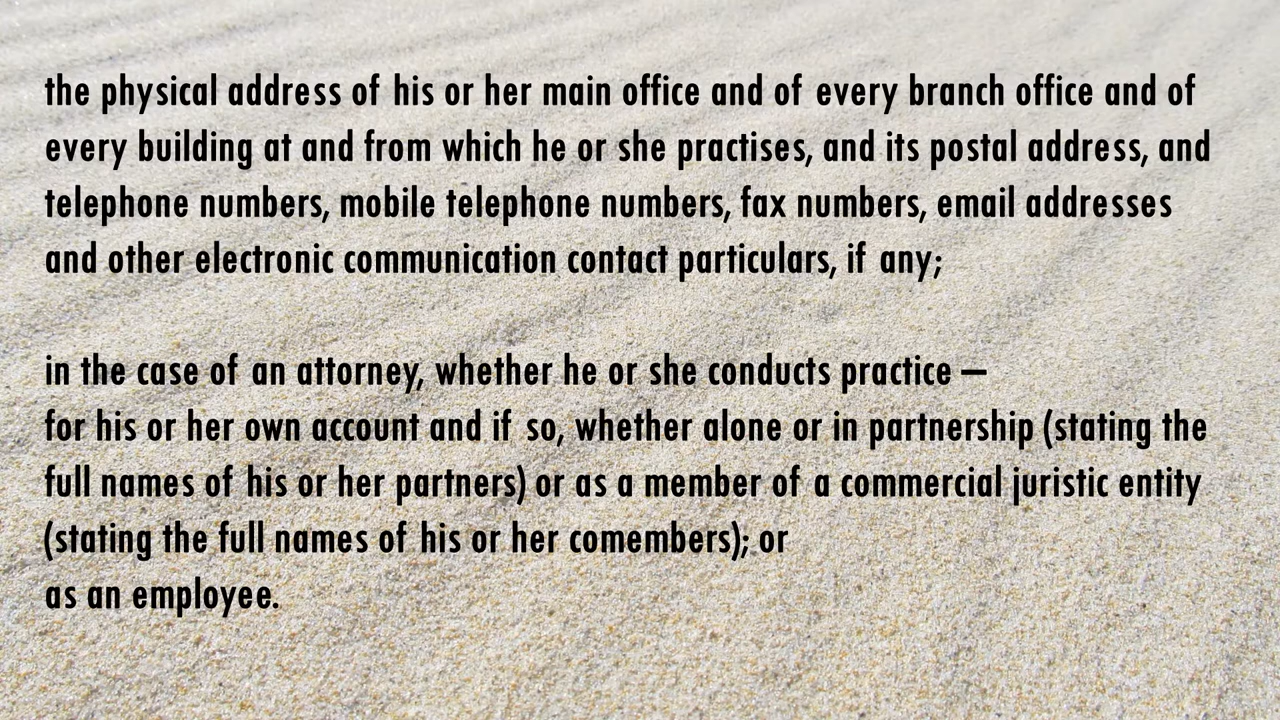 the physical address of his or her main office and of every branch office and of
every building at and from which he or she practises, and its postal address, and
telephone numbers, mobile telephone numbers, fax numbers, email addresses
and other electronic communication contact particulars, if any;
in the case of an attorney, whether he or she conducts practice –
for his or her own account and if so, whether alone or in partnership (stating the
full names of his or her partners) or as a member of a commercial juristic entity
(stating the full names of his or her comembers); or
as an employee.